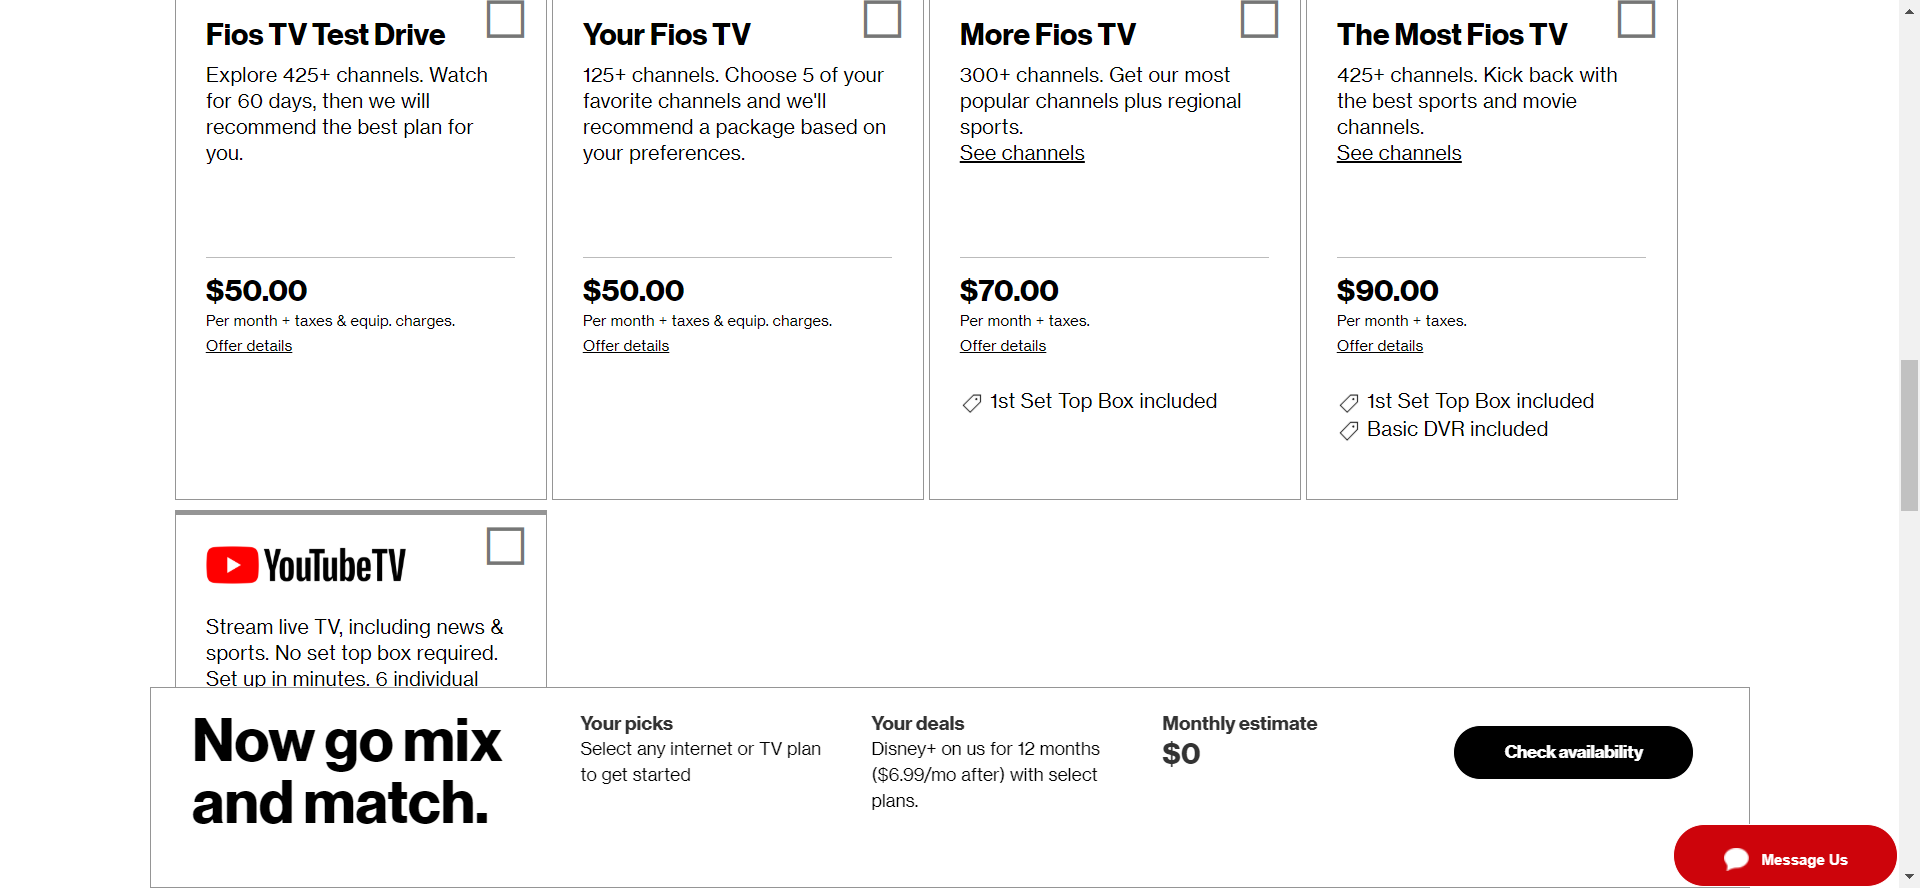 Fios TV Test Drive
Explore 425+ channels. Watch
for 60 days, then we will
recommend the best plan for
you.
$50.00
Per month + taxes & equip. charges.
Offer details
Your Fios TV
125+ channels. Choose 5 of your
favorite channels and we'll
recommend a package based on
your preferences.
$50.00
Per month + taxes & equip. charges.
Offer details
More Fios TV
300+ channels. Get our most
popular channels plus regional
sports.
See channels
$70.00
Per month + taxes.
Offer details
1st Set Top Box included
The Most Fios TV
425+ channels. Kick back with
the best sports and movie
channels.
See channels
$90.00
Per month + taxes.
Offer details
1st Set Top Box included
Basic DVR included
YouTubeTV
Stream live TV, including news &
sports. No set top box required.
Set up in minutes. 6 individual
Now go mix
and match.
Your picks
Select any internet or TV plan
to get started
Your deals
Disney+ on us for 12 months
($6.99/mo after) with select
plans.
Monthly estimate
$0
Check availability
Message Us